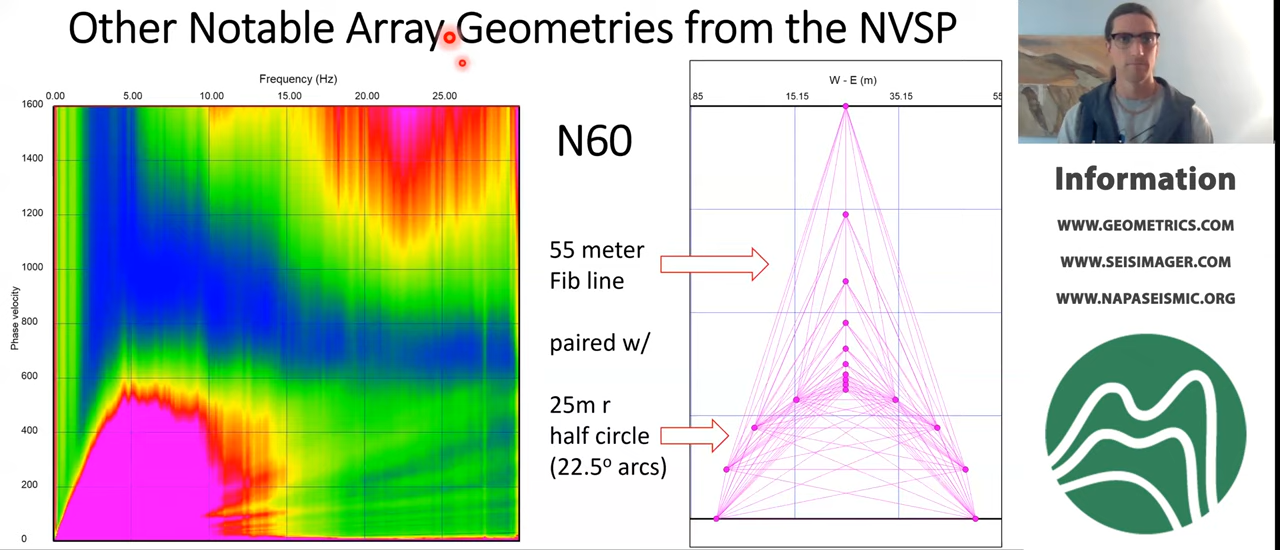 Other Notable Array Geometries from the NVSP
Frequency (Hz)
0.00 5.00 10.00 15.00 20.00 25.00
Phase velocity
1600
1400
1200
1000
800
600
400
200
0
N60
55 meter
Fib line
paired w/
25m r
half circle
(22.5º arcs)
W - E (m)
.85 15.15 35.15 55
Information
WWW.GEOMETRICS.COM
WWW.SEISIMAGER.COM
WWW.NAPASEISMIC.ORG